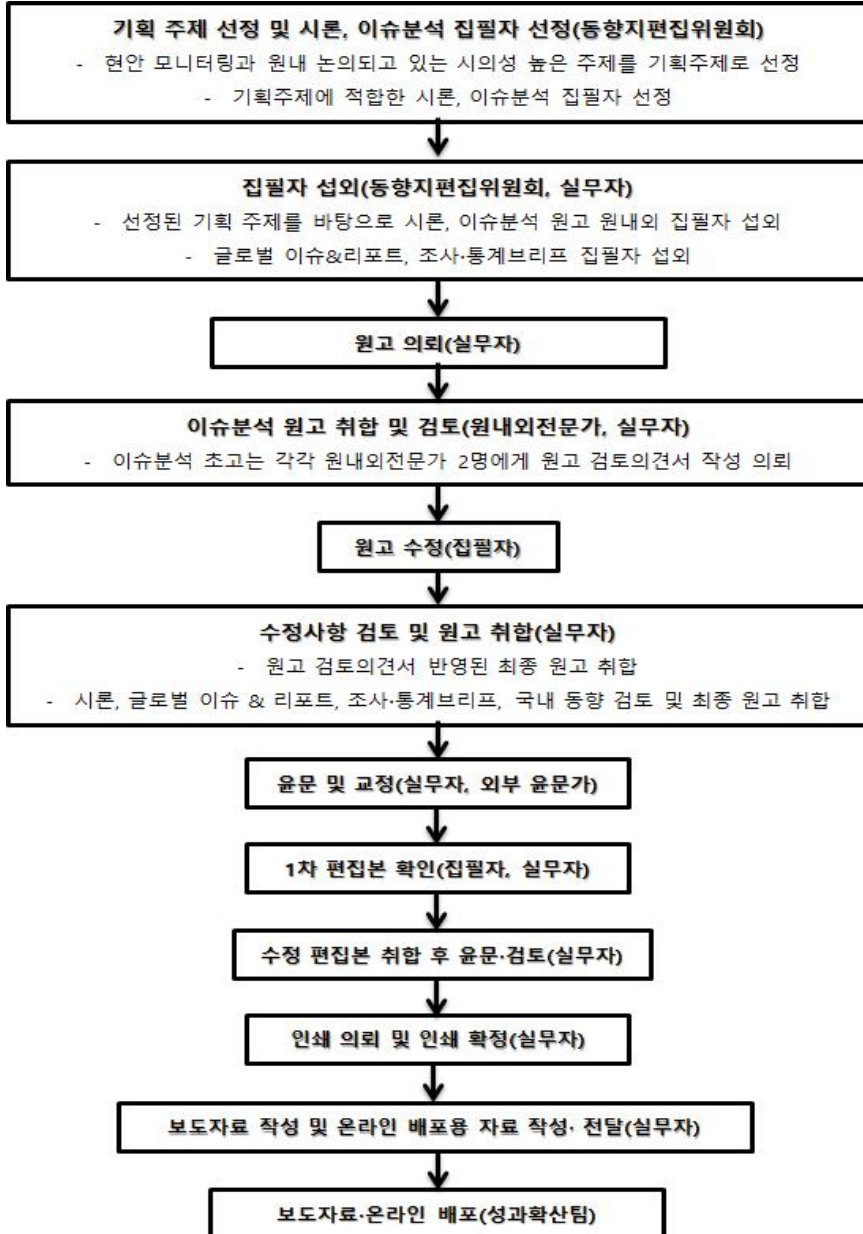 기획 주제 선정 및 시론, 이슈분석 집필자 선정(동향지편집위원회)
- 현안 모니터링과 원내 논의되고 있는 시의성 높은 주제를 기획주제로 선정
- 기획주제에 적합한 시론, 이슈분석 집필자 선정
집필자 섭외(동향지편집위원회, 실무자)
- 선정된 기획 주제를 바탕으로 시론, 이슈분석 원고 원내외 집필자 섭외
- 글로벌 이슈&리포트, 조사·통계브리프 집필자 섭외
원고 의뢰(실무자)
이슈분석 원고 취합 및 검토(원내외전문가, 실무자)
- 이슈분석 초고는 각각 원내외전문가 2명에게 원고 검토의견서 작성 의뢰
원고 수정(집필자)
수정사항 검토 및 원고 취합(실무자)
- 원고 검토의견서 반영된 최종 원고 취합
- 시론, 글로벌 이슈 & 리포트, 조사·통계브리프, 국내 동향 검토 및 최종 원고 취합
윤문 및 교정(실무자, 외부 윤문가)
1차 편집본 확인(집필자, 실무자)
수정 편집본 취합 후 윤문·검토(실무자)
인쇄 의뢰 및 인쇄 확정(실무자)
보도자료 작성 및 온라인 배포용 자료 작성· 전달(실무자)
보도자료·온라인 배포(성과확산팀)